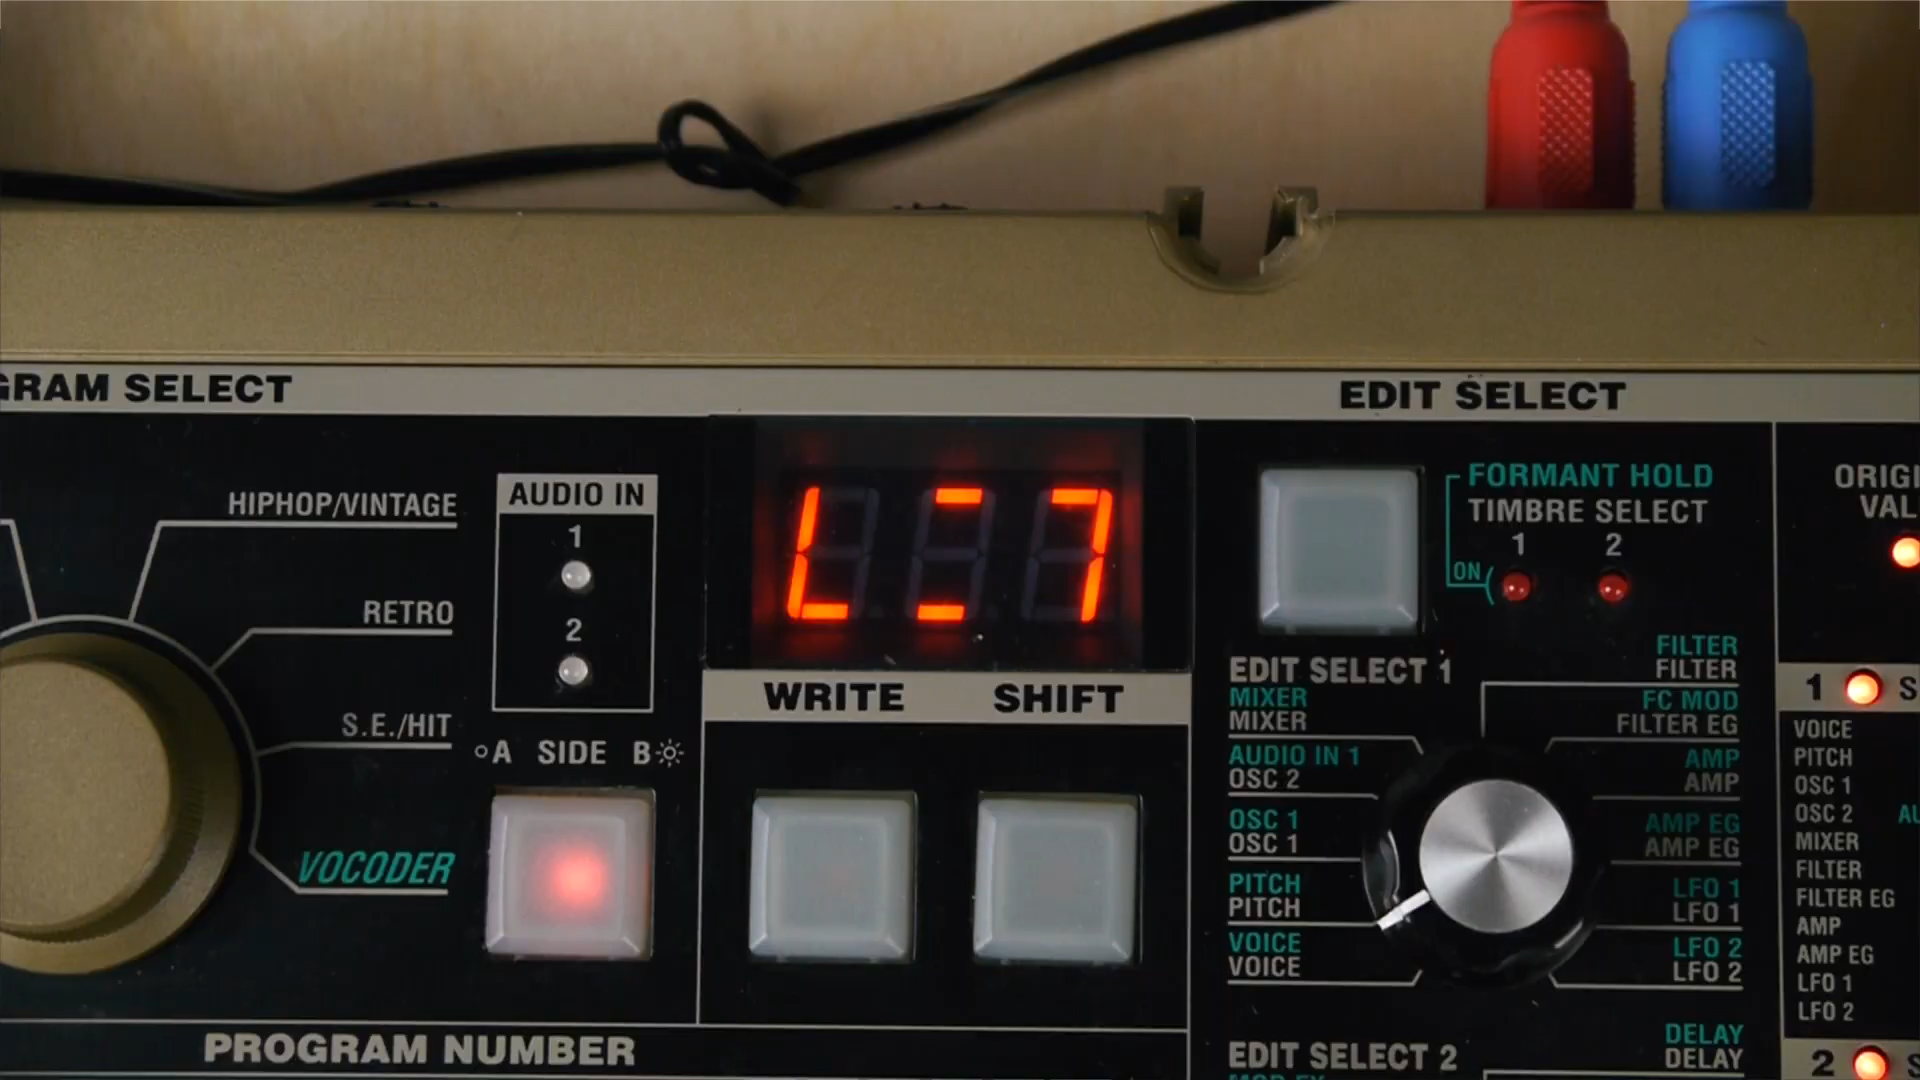 GRAM SELECT
HIPHOP/VINTAGE
RETRO
S.E./HIT
VOCODER
AUDIO IN
1
2
A SIDE B
WRITE SHIFT
PROGRAM NUMBER
EDIT SELECT
FORMANT HOLD
TIMBRE SELECT
1 2
ON
EDIT SELECT 1
MIXER
MIXER
AUDIO IN 1
OSC 2
OSC 1
OSC 1
PITCH
PITCH
VOICE
VOICE
FILTER
FILTER
FC MOD
FILTER EG
AMP
AMP
AMP EG
AMP EG
LFO 1
LFO 1
LFO 2
LFO 2
EDIT SELECT 2
DELAY
DELAY
ORIGI
VAL
1 S
VOICE
PITCH
OSC 1
OSC 2 AU
MIXER
FILTER
FILTER EG
AMP
AMP EG
LFO 1
LFO 2
2 S